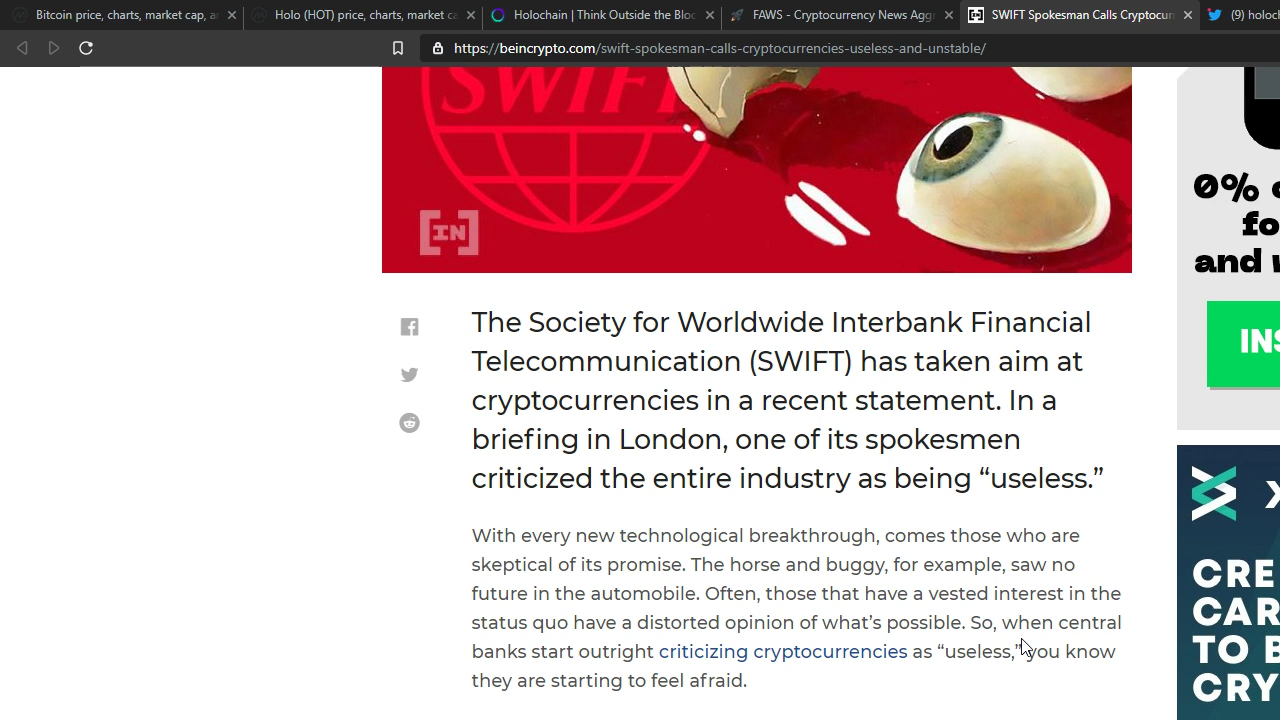 Bitcoin price, charts, market cap, a
Holo (HOT) price, charts, market ca
Holochain | Think Outside the Bloc
FAWS - Cryptocurrency News Aggr
SWIFT Spokesman Calls Cryptocurr
(9) holoch
https://beincrypto.com/swift-spokesman-calls-cryptocurrencies-useless-and-unstable/
SWIFT
[IN]
The Society for Worldwide Interbank Financial
Telecommunication (SWIFT) has taken aim at
cryptocurrencies in a recent statement. In a
briefing in London, one of its spokesmen
criticized the entire industry as being “useless.”
With every new technological breakthrough, comes those who are
skeptical of its promise. The horse and buggy, for example, saw no
future in the automobile. Often, those that have a vested interest in the
status quo have a distorted opinion of what’s possible. So, when central
banks start outright criticizing cryptocurrencies as “useless,” you know
they are starting to feel afraid.
0%
fo
and
INS
CRE
CAR
TO B
CRY